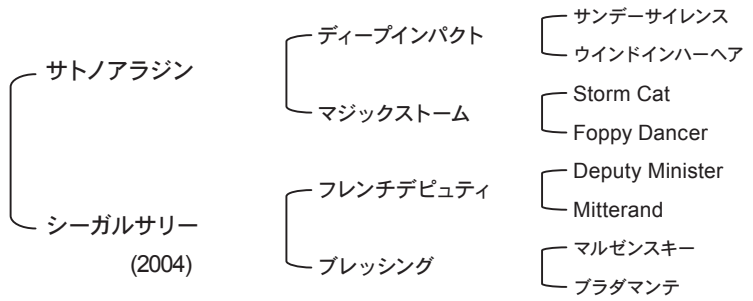 サトノアラジン
ディープインパクト
サンデーサイレンス
ウインドインハーヘア
マジックストーム
Storm Cat
Foppy Dancer
シーガルサリー
(2004)
フレンチデピュティ
Deputy Minister
Mitterand
ブレッシング
マルゼンスキー
ブラダマンテ